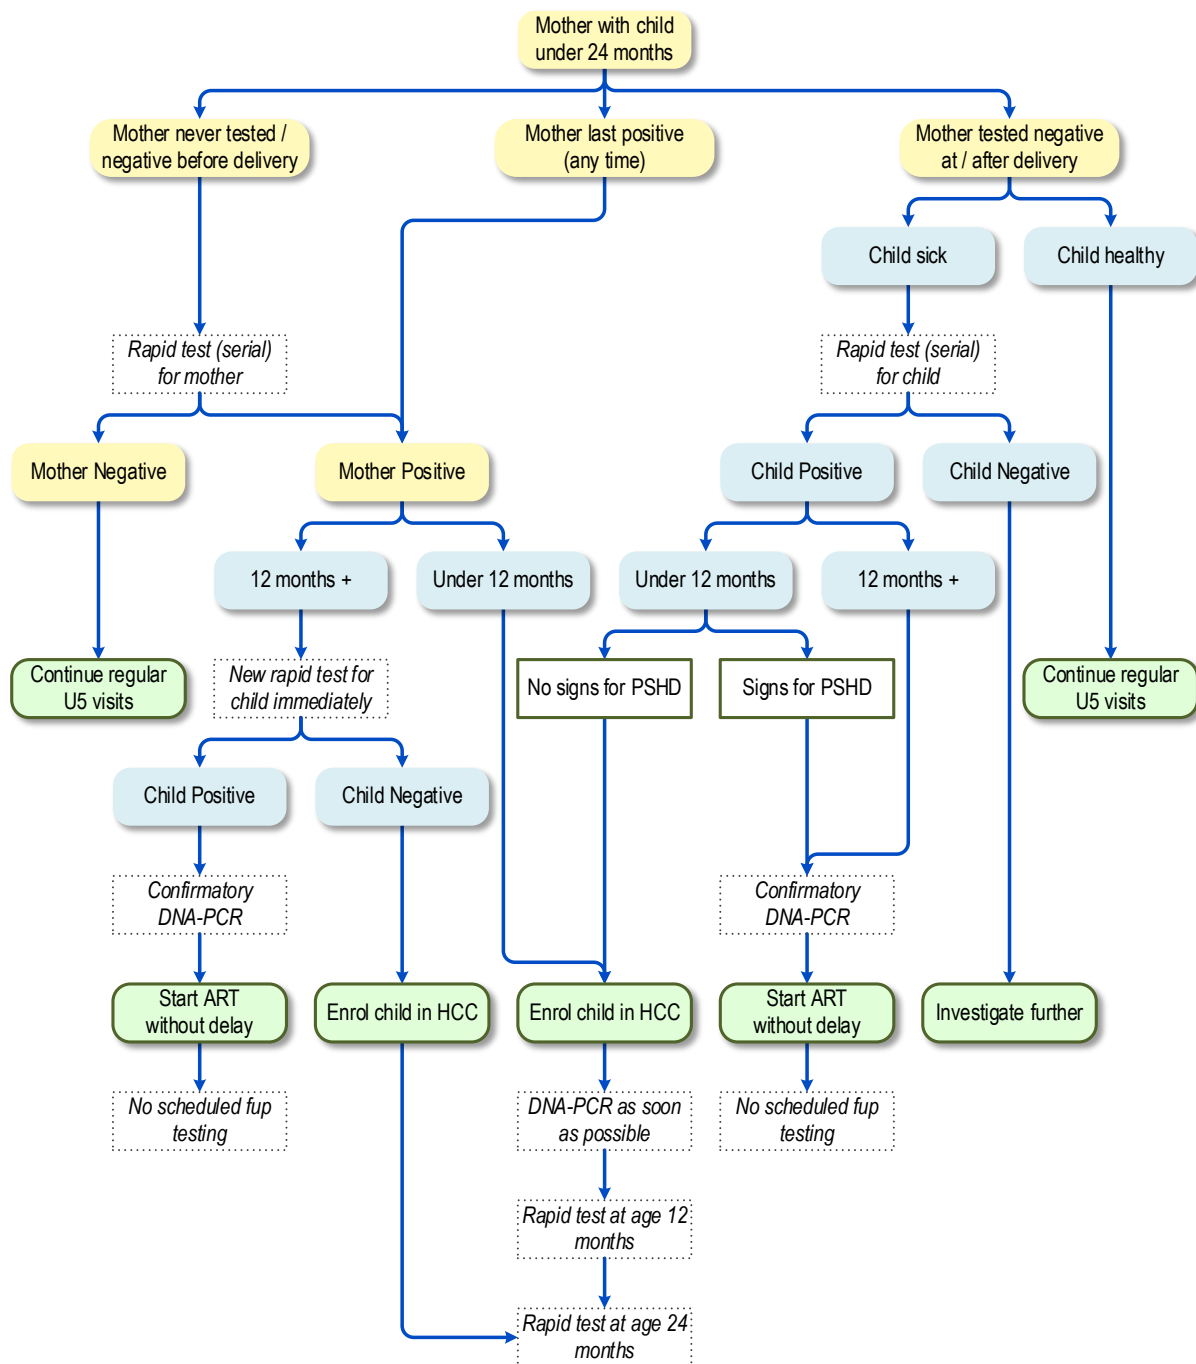 Mother with child
under 24 months
Mother never tested /
negative before delivery
Mother last positive
(any time)
Mother tested negative
at / after delivery
Child sick
Child healthy
Rapid test (serial)
for mother
Rapid test (serial)
for child
Mother Negative
Mother Positive
Child Positive
Child Negative
12 months +
Under 12 months
Under 12 months
12 months +
Continue regular
U5 visits
New rapid test for
child immediately
No signs for PSHD
Signs for PSHD
Continue regular
U5 visits
Child Positive
Child Negative
Confirmatory
DNA-PCR
Confirmatory
DNA-PCR
Start ART
without delay
Enrol child in HCC
Enrol child in HCC
Start ART
without delay
Investigate further
No scheduled fup
testing
DNA-PCR as soon
as possible
No scheduled fup
testing
Rapid test at age 12
months
Rapid test at age 24
months